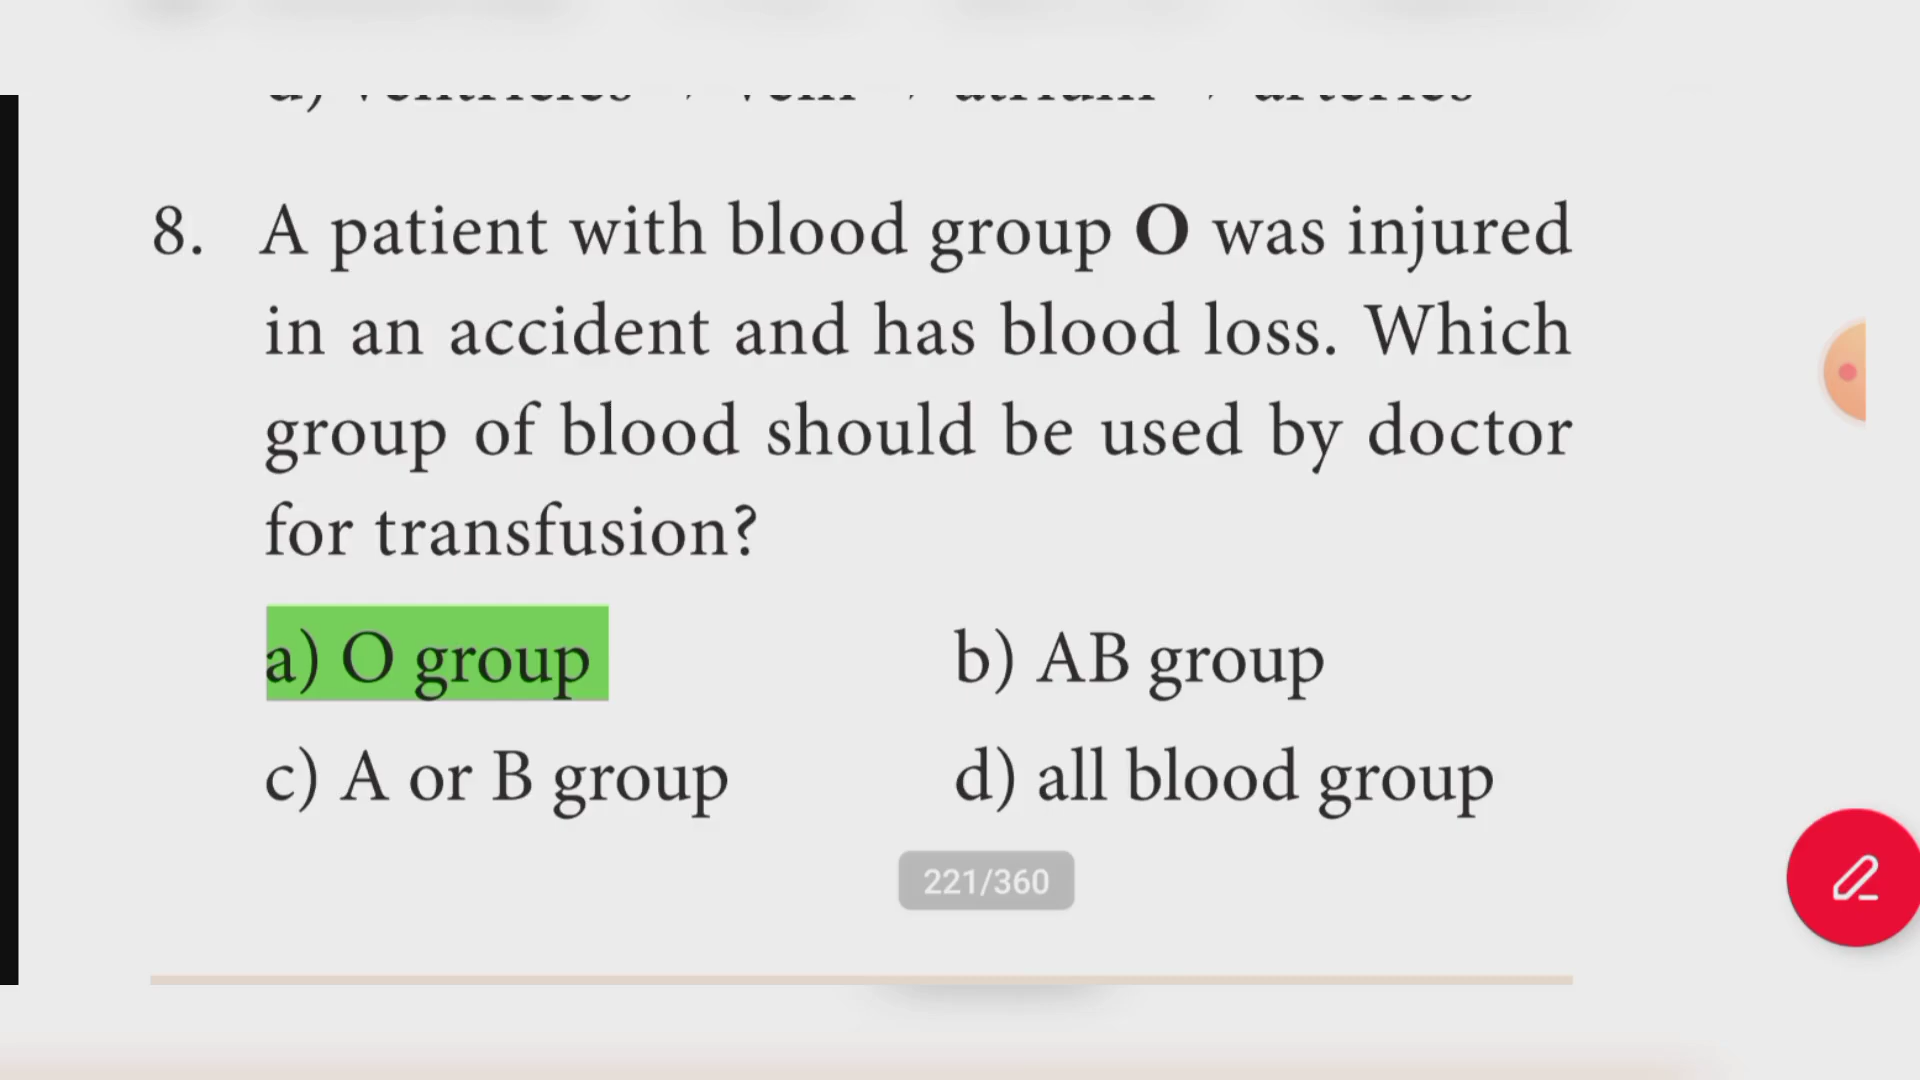 8. A patient with blood group O was injured
in an accident and has blood loss. Which
group of blood should be used by doctor
for transfusion?
a) O group b) AB group
c) A or B group d) all blood group
221/360